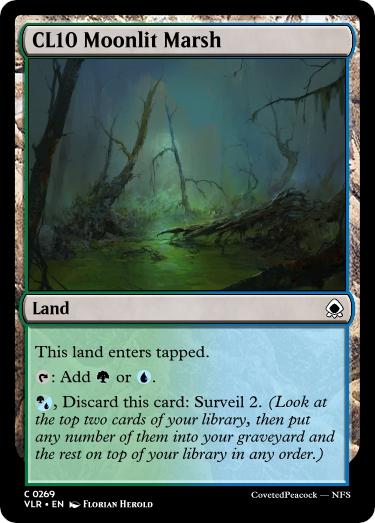 CL10 Moonlit Marsh
Land
This land enters tapped.
: Add or .
, Discard this card: Surveil 2. (Look at
the top two cards of your library, then put
any number of them into your graveyard and
the rest on top of your library in any order.)
C 0269
VLR • EN Florian Herold
CovetedPeacock — NFS